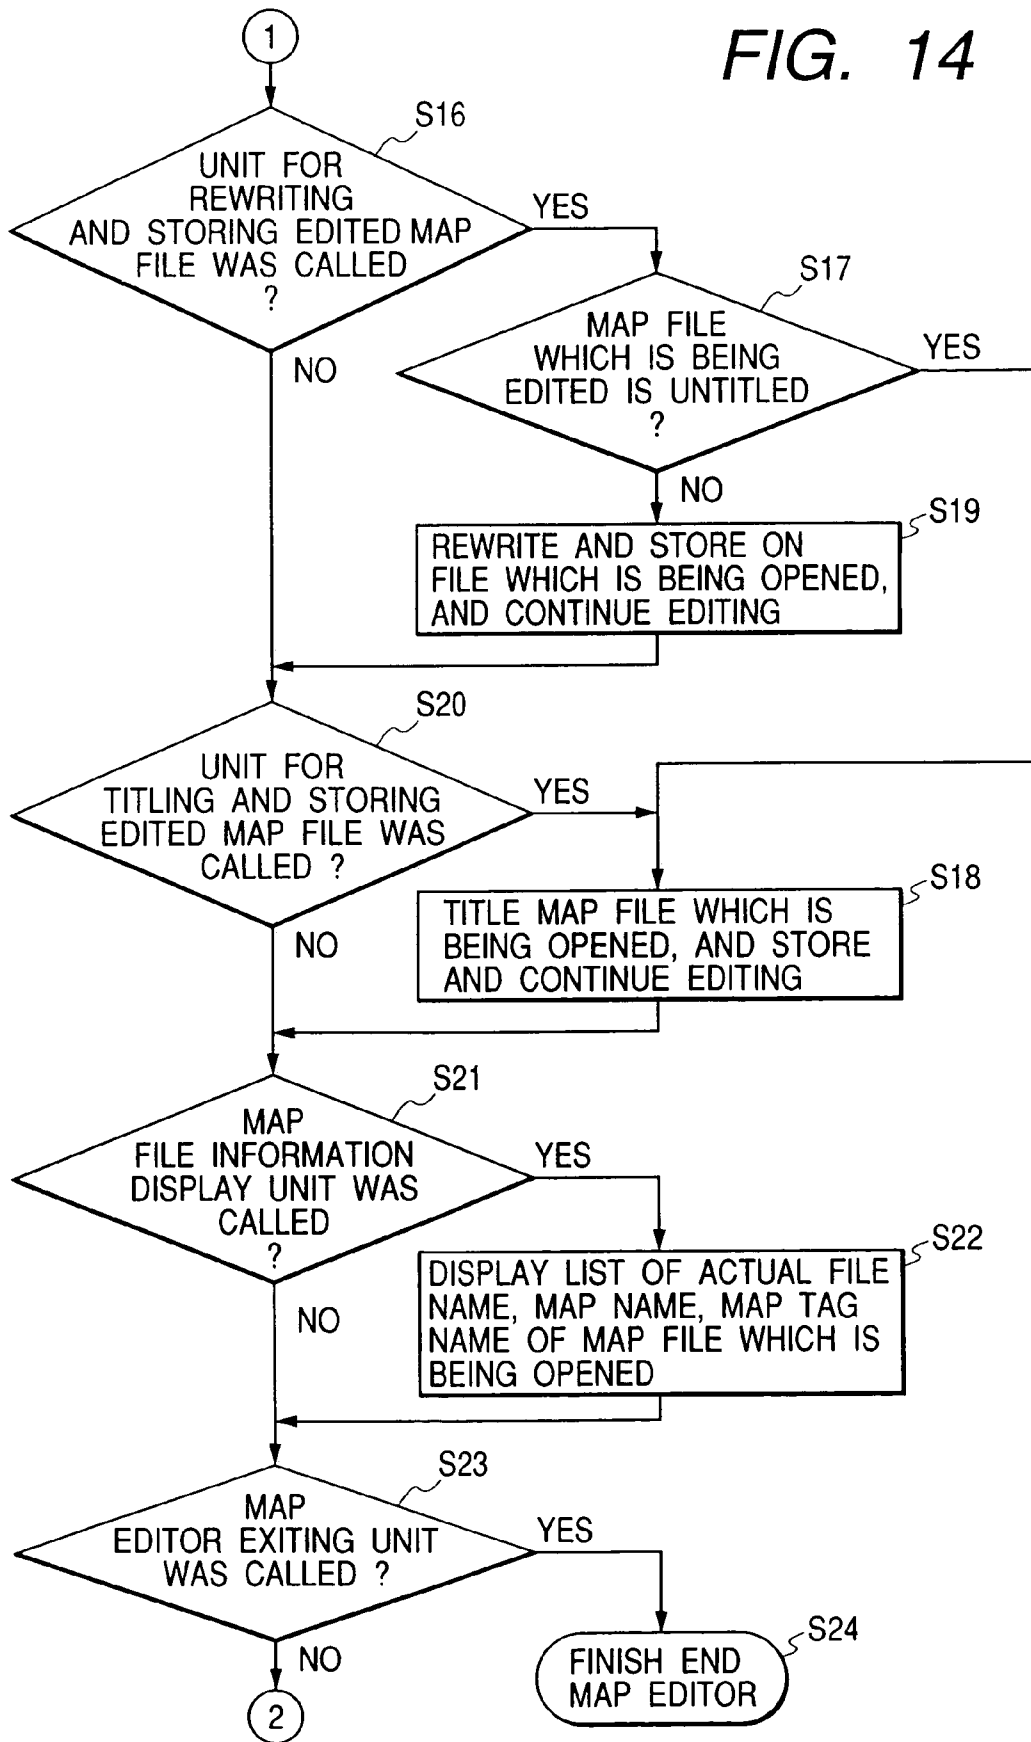 FIG. 14
1
S16
UNIT FOR
REWRITING
AND STORING EDITED MAP
FILE WAS CALLED
?
YES
NO
S17
MAP FILE
WHICH IS BEING
EDITED IS UNTITLED
?
YES
NO
S19
REWRITE AND STORE ON
FILE WHICH IS BEING OPENED,
AND CONTINUE EDITING
S20
UNIT FOR
TITLING AND STORING
EDITED MAP FILE WAS
CALLED ?
YES
NO
S18
TITLE MAP FILE WHICH IS
BEING OPENED, AND STORE
AND CONTINUE EDITING
S21
MAP
FILE INFORMATION
DISPLAY UNIT WAS
CALLED
?
YES
NO
S22
DISPLAY LIST OF ACTUAL FILE
NAME, MAP NAME, MAP TAG
NAME OF MAP FILE WHICH IS
BEING OPENED
S23
MAP
EDITOR EXITING UNIT
WAS CALLED ?
YES
NO
S24
FINISH END
MAP EDITOR
2